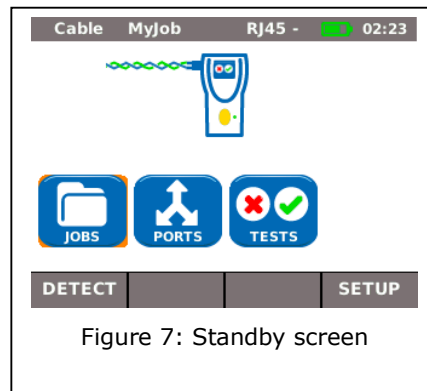 Cable MyJob RJ45 - 02:23
JOBS PORTS TESTS
DETECT SETUP
Figure 7: Standby screen